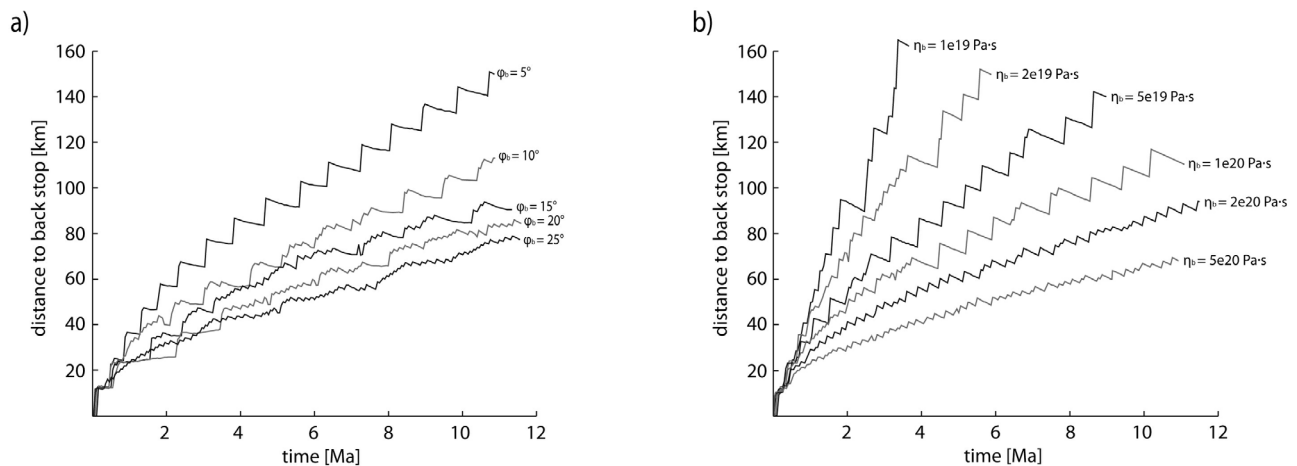 a)
160
140
120
100
80
60
40
20
distance to back stop [km]
2
4
6
8
10
12
time [Ma]
φb = 5°
φb = 10°
φb = 15°
φb = 20°
φb = 25°
b)
160
140
120
100
80
60
40
20
distance to back stop [km]
2
4
6
8
10
12
time [Ma]
ηb = 1e19 Pa·s
ηb = 2e19 Pa·s
ηb = 5e19 Pa·s
ηb = 1e20 Pa·s
ηb = 2e20 Pa·s
ηb = 5e20 Pa·s